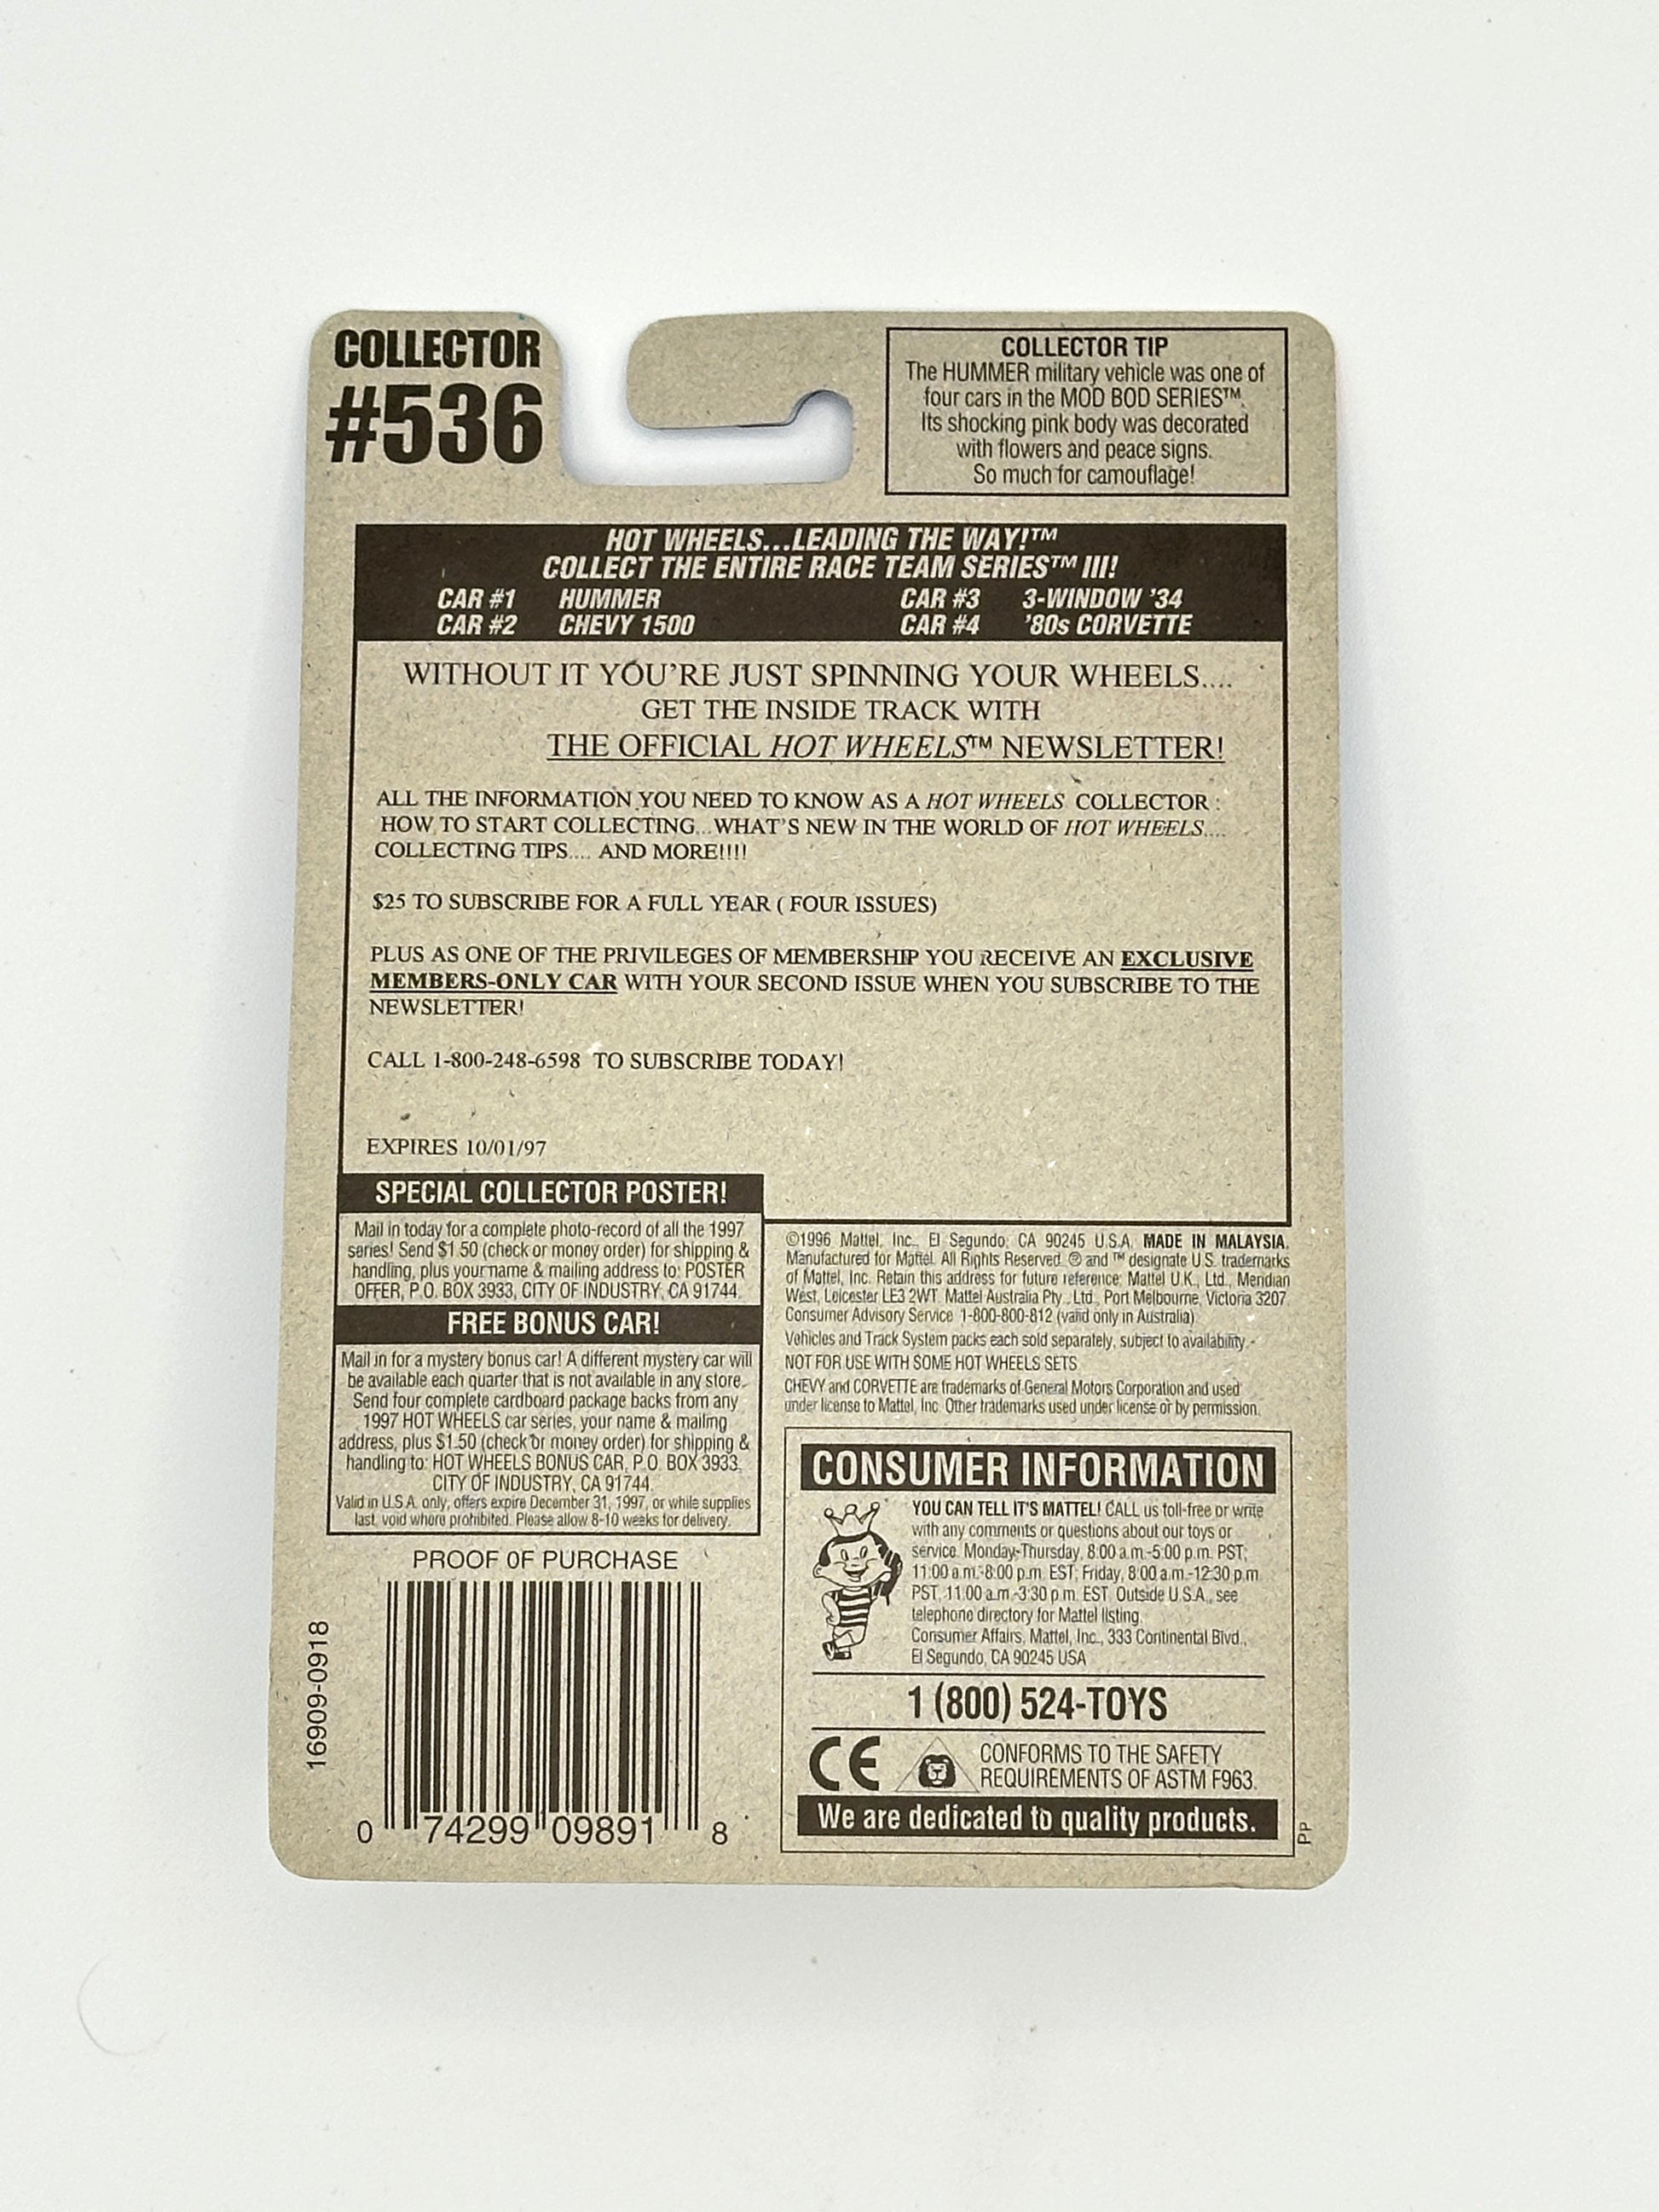 COLLECTOR
#536
COLLECTOR TIP
The HUMMER military vehicle was one of
four cars in the MOD BOD SERIES™.
Its shocking pink body was decorated
with flowers and peace signs.
So much for camouflage!
HOT WHEELS...LEADING THE WAY!™
COLLECT THE ENTIRE RACE TEAM SERIES™ III!
CAR #1 HUMMER CAR #3 3-WINDOW '34
CAR #2 CHEVY 1500 CAR #4 '80s CORVETTE
WITHOUT IT YOU'RE JUST SPINNING YOUR WHEELS....
GET THE INSIDE TRACK WITH
THE OFFICIAL HOT WHEELS™ NEWSLETTER!
ALL THE INFORMATION YOU NEED TO KNOW AS A HOT WHEELS COLLECTOR :
HOW TO START COLLECTING...WHAT'S NEW IN THE WORLD OF HOT WHEELS....
COLLECTING TIPS.... AND MORE!!!!
$25 TO SUBSCRIBE FOR A FULL YEAR ( FOUR ISSUES)
PLUS AS ONE OF THE PRIVILEGES OF MEMBERSHIP YOU RECEIVE AN EXCLUSIVE
MEMBERS-ONLY CAR WITH YOUR SECOND ISSUE WHEN YOU SUBSCRIBE TO THE
NEWSLETTER!
CALL 1-800-248-6598 TO SUBSCRIBE TODAY!
EXPIRES 10/01/97
SPECIAL COLLECTOR POSTER!
Mail in today for a complete photo-record of all the 1997
series! Send $1.50 (check or money order) for shipping &
handling, plus your name & mailing address to: POSTER
OFFER, P.O. BOX 3933, CITY OF INDUSTRY, CA 91744.
FREE BONUS CAR!
Mail in for a mystery bonus car! A different mystery car will
be available each quarter that is not available in any store.
Send four complete cardboard package backs from any
1997 HOT WHEELS car series, your name & mailing
address, plus $1.50 (check or money order) for shipping &
handling to: HOT WHEELS BONUS CAR, P.O. BOX 3933,
CITY OF INDUSTRY, CA 91744.
Valid in U.S.A. only, offers expire December 31, 1997, or while supplies
last, void where prohibited. Please allow 8-10 weeks for delivery.
PROOF OF PURCHASE
16909-0918
0 74299 09891 8
©1996 Mattel, Inc., El Segundo, CA 90245 U.S.A. MADE IN MALAYSIA.
Manufactured for Mattel. All Rights Reserved. ® and ™ designate U.S. trademarks
of Mattel, Inc. Retain this address for future reference: Mattel U.K., Ltd., Meridian
West, Leicester LE3 2WT. Mattel Australia Pty., Ltd., Port Melbourne, Victoria 3207.
Consumer Advisory Service 1-800-800-812 (valid only in Australia)
Vehicles and Track System packs each sold separately, subject to availability.
NOT FOR USE WITH SOME HOT WHEELS SETS.
CHEVY and CORVETTE are trademarks of General Motors Corporation and used
under license to Mattel, Inc. Other trademarks used under license or by permission.
CONSUMER INFORMATION
YOU CAN TELL IT'S MATTEL! CALL us toll-free or write
with any comments or questions about our toys or
service. Monday-Thursday, 8:00 a.m.-5:00 p.m. PST;
11:00 a.m.-8:00 p.m. EST; Friday, 8:00 a.m.-12:30 p.m.
PST, 11:00 a.m.-3:30 p.m. EST. Outside U.S.A., see
telephone directory for Mattel listing.
Consumer Affairs, Mattel, Inc., 333 Continental Blvd.,
El Segundo, CA 90245 USA
1 (800) 524-TOYS
CE
CONFORMS TO THE SAFETY
REQUIREMENTS OF ASTM F963.
We are dedicated to quality products.
PP